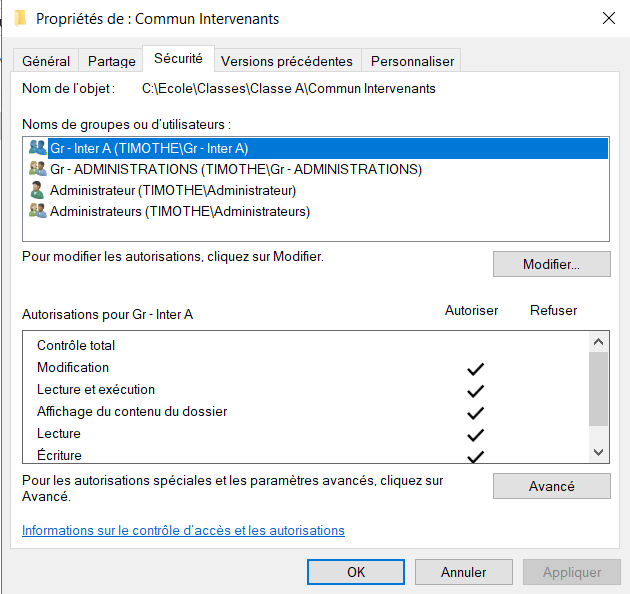 Propriétés de : Commun Intervenants
Général Partage Sécurité Versions précédentes Personnaliser
Nom de l'objet : C:\Ecole\Classes\Classe A\Commun Intervenants
Noms de groupes ou d'utilisateurs :
Gr - Inter A (TIMOTHE\Gr - Inter A)
Gr - ADMINISTRATIONS (TIMOTHE\Gr - ADMINISTRATIONS)
Administrateur (TIMOTHE\Administrateur)
Administrateurs (TIMOTHE\Administrateurs)
Pour modifier les autorisations, cliquez sur Modifier.
Modifier...
Autorisations pour Gr - Inter A Autoriser Refuser
Contrôle total
Modification
Lecture et exécution
Affichage du contenu du dossier
Lecture
Écriture
Pour les autorisations spéciales et les paramètres avancés, cliquez sur
Avancé.
Avancé
Informations sur le contrôle d'accès et les autorisations
OK Annuler Appliquer